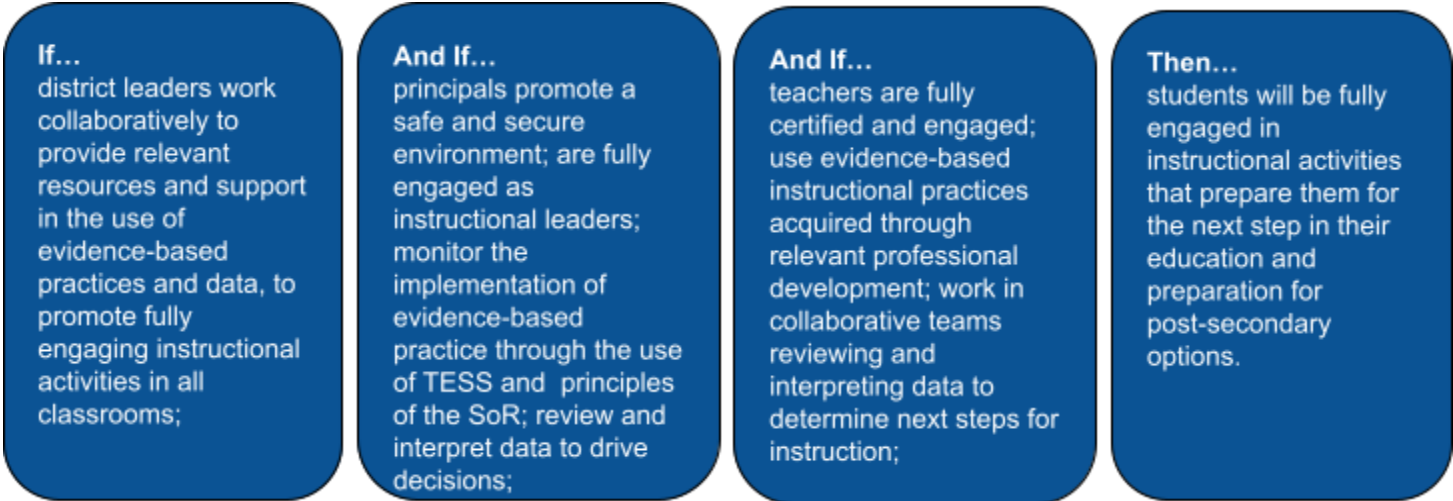 If…
district leaders work
collaboratively to
provide relevant
resources and support
in the use of
evidence-based
practices and data, to
promote fully
engaging instructional
activities in all
classrooms;
And If…
principals promote a
safe and secure
environment; are fully
engaged as
instructional leaders;
monitor the
implementation of
evidence-based
practice through the use
of TESS and  principles
of the SoR; review and
interpret data to drive
decisions;
And If…
teachers are fully
certified and engaged;
use evidence-based
instructional practices
acquired through
relevant professional
development; work in
collaborative teams
reviewing and
interpreting data to
determine next steps for
instruction;
Then…
students will be fully
engaged in
instructional activities
that prepare them for
the next step in their
education and
preparation for
post-secondary
options.